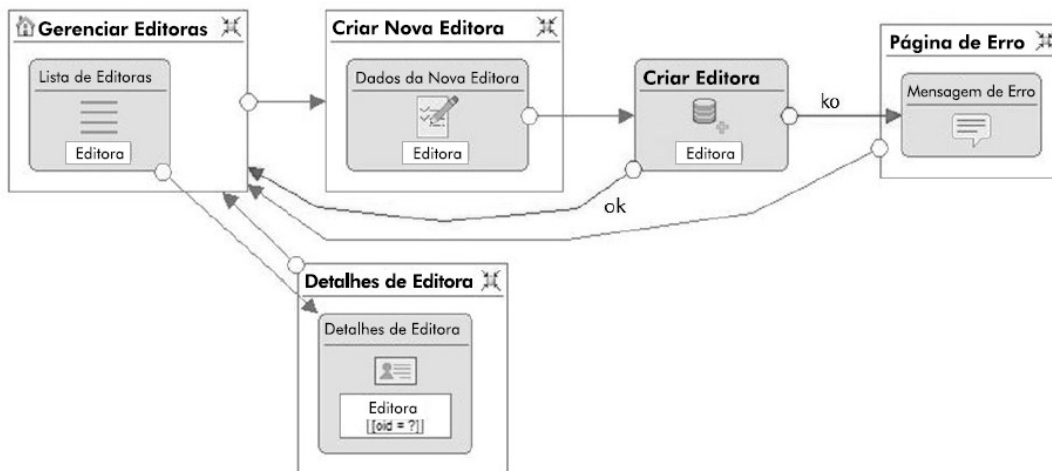 Gerenciar Editoras
Lista de Editoras
Editora
Criar Nova Editora
Dados da Nova Editora
Editora
Criar Editora
Editora
ko
ok
Página de Erro
Mensagem de Erro
Detalhes de Editora
Detalhes de Editora
Editora
[[oid = ?]]